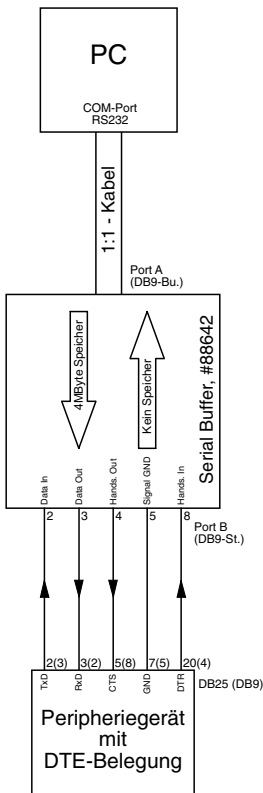 PC
COM-Port
RS232
1:1 - Kabel
Port A
(DB9-Bu.)
4MByte Speicher
Kein Speicher
Serial Buffer, #88642
Data In
Data Out
Hands. Out
Signal GND
Hands. In
2
3
4
5
8
Port B
(DB9-St.)
2(3)
3(2)
5(8)
7(5)
20(4)
TxD
RxD
CTS
GND
DTR
DB25 (DB9)
Peripheriegerät
mit
DTE-Belegung